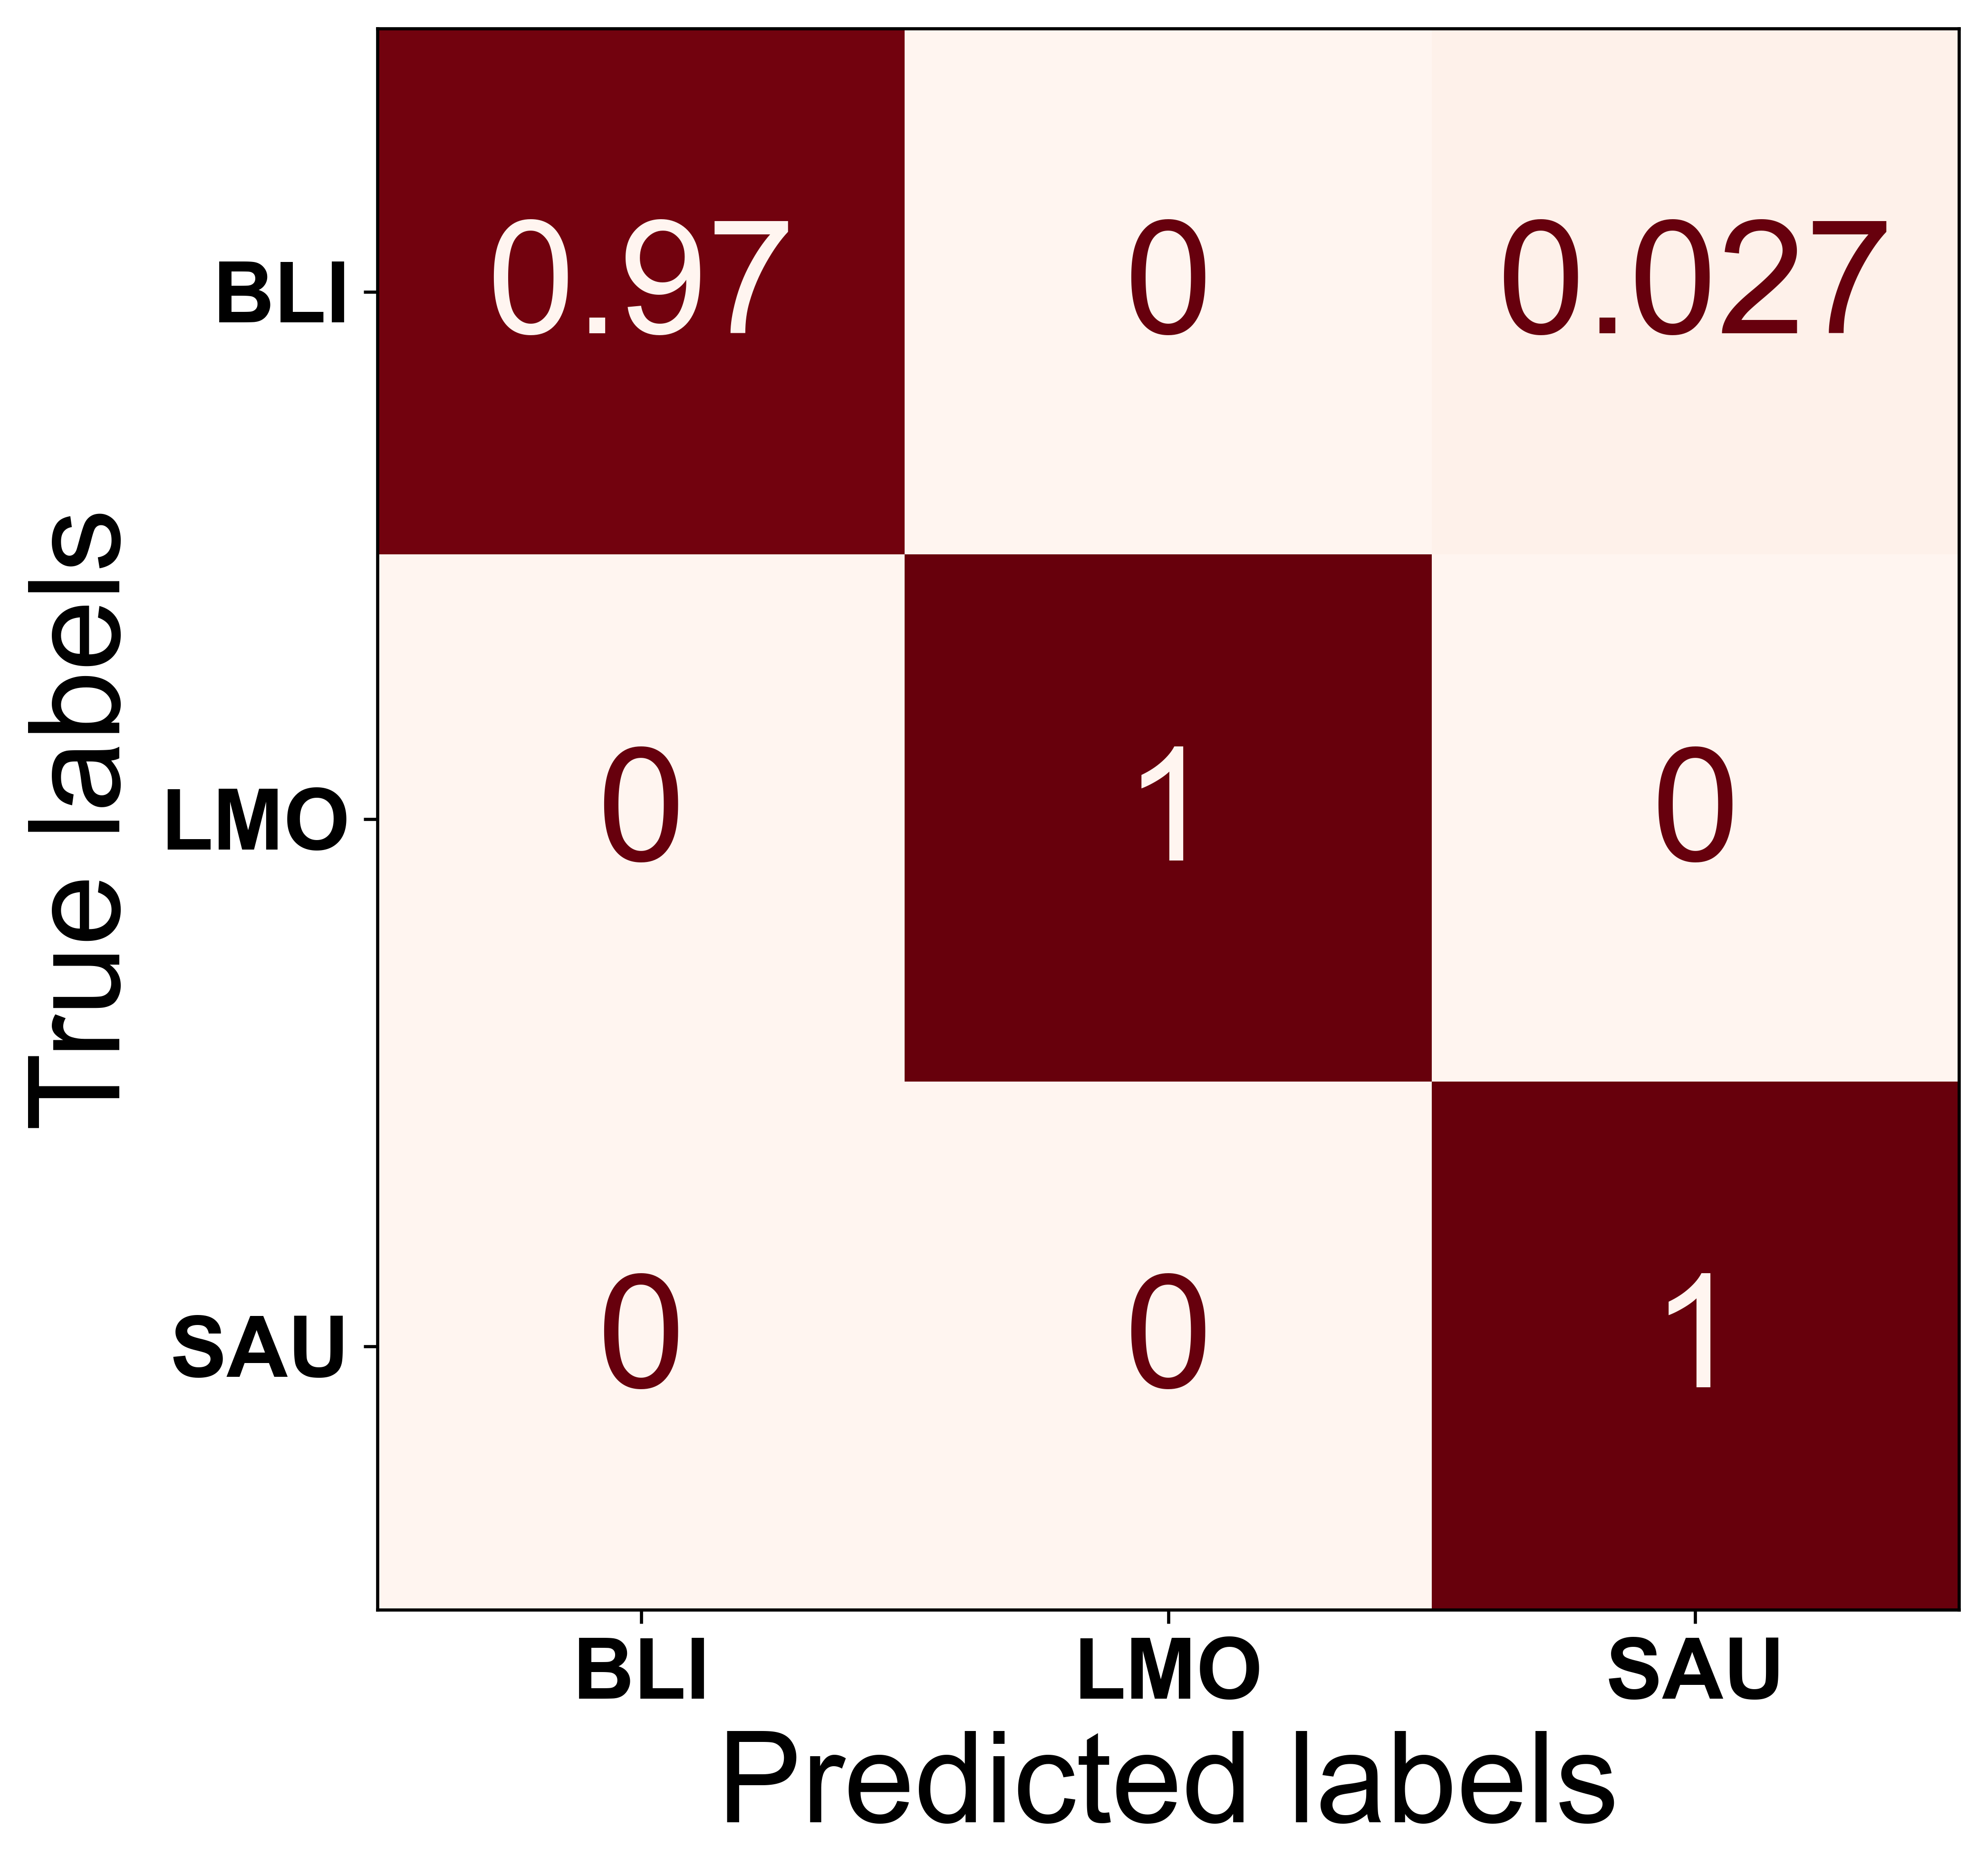 True labels
BLI 0.97 0 0.027
LMO 0 1 0
SAU 0 0 1
BLI LMO SAU
Predicted labels